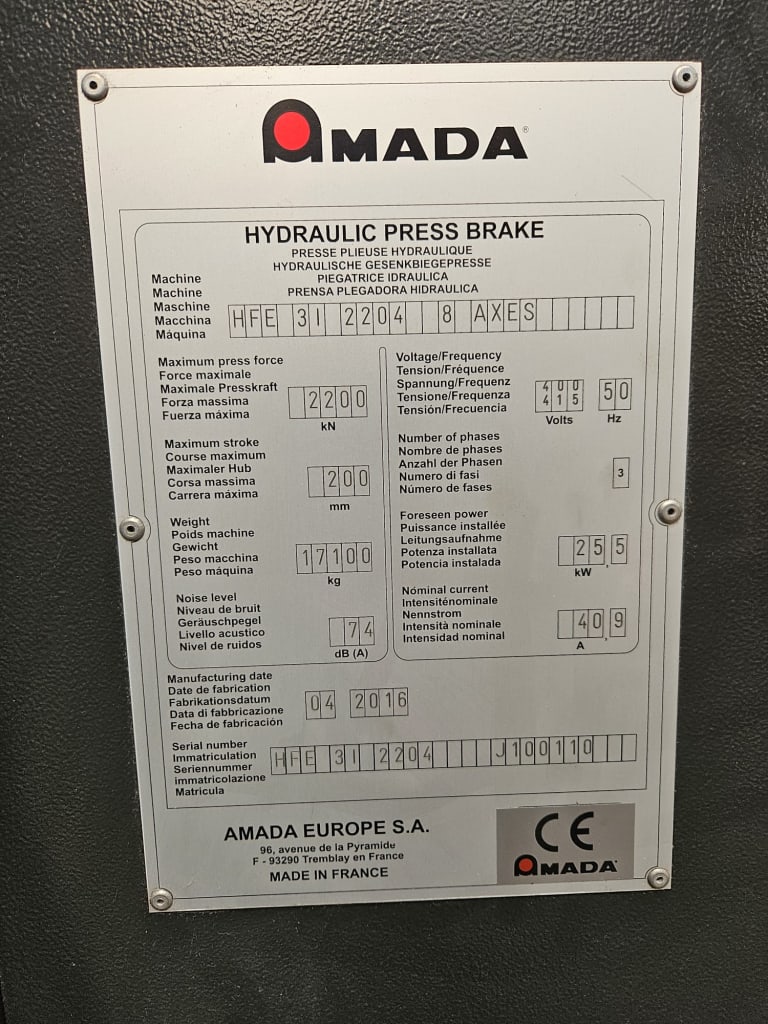 AMADA®
HYDRAULIC PRESS BRAKE
PRESSE PLIEUSE HYDRAULIQUE
HYDRAULISCHE GESENKBIEGEPRESSE
PIEGATRICE IDRAULICA
PRENSA PLEGADORA HIDRAULICA
Machine
Machine
Maschine
Macchina
Máquina
HFE 3I 2204 8 AXES
Maximum press force
Force maximale
Maximale Presskraft
Forza massima
Fuerza máxima
2200
kN
Maximum stroke
Course maximum
Maximaler Hub
Corsa massima
Carrera máxima
200
mm
Weight
Poids machine
Gewicht
Peso macchina
Peso máquina
17100
kg
Noise level
Niveau de bruit
Geräuschpegel
Livello acustico
Nivel de ruidos
74
dB (A)
Voltage/Frequency
Tension/Fréquence
Spannung/Frequenz
Tensione/Frequenza
Tensión/Frecuencia
400
415
Volts
50
Hz
Number of phases
Nombre de phases
Anzahl der Phasen
Numero di fasi
Número de fases
3
Foreseen power
Puissance installée
Leitungsaufnahme
Potenza installata
Potencia instalada
25,5
kW
Nóminal current
Intensiténominale
Nennstrom
Intensità nominale
Intensidad nominal
40,9
A
Manufacturing date
Date de fabrication
Fabrikationsdatum
Data di fabbricazione
Fecha de fabricación
04 2016
Serial number
Immatriculation
Seriennummer
immatricolazione
Matricula
HFE 3I 2204 J100110
AMADA EUROPE S.A.
96, avenue de la Pyramide
F - 93290 Tremblay en France
MADE IN FRANCE
CE
AMADA